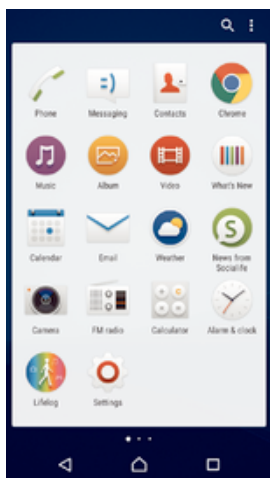 Phone Messaging Contacts Chrome
Music Album Video What's New
Calendar Email Weather News from
Socialife
Camera FM radio Calculator Alarm & clock
Lifelog Settings